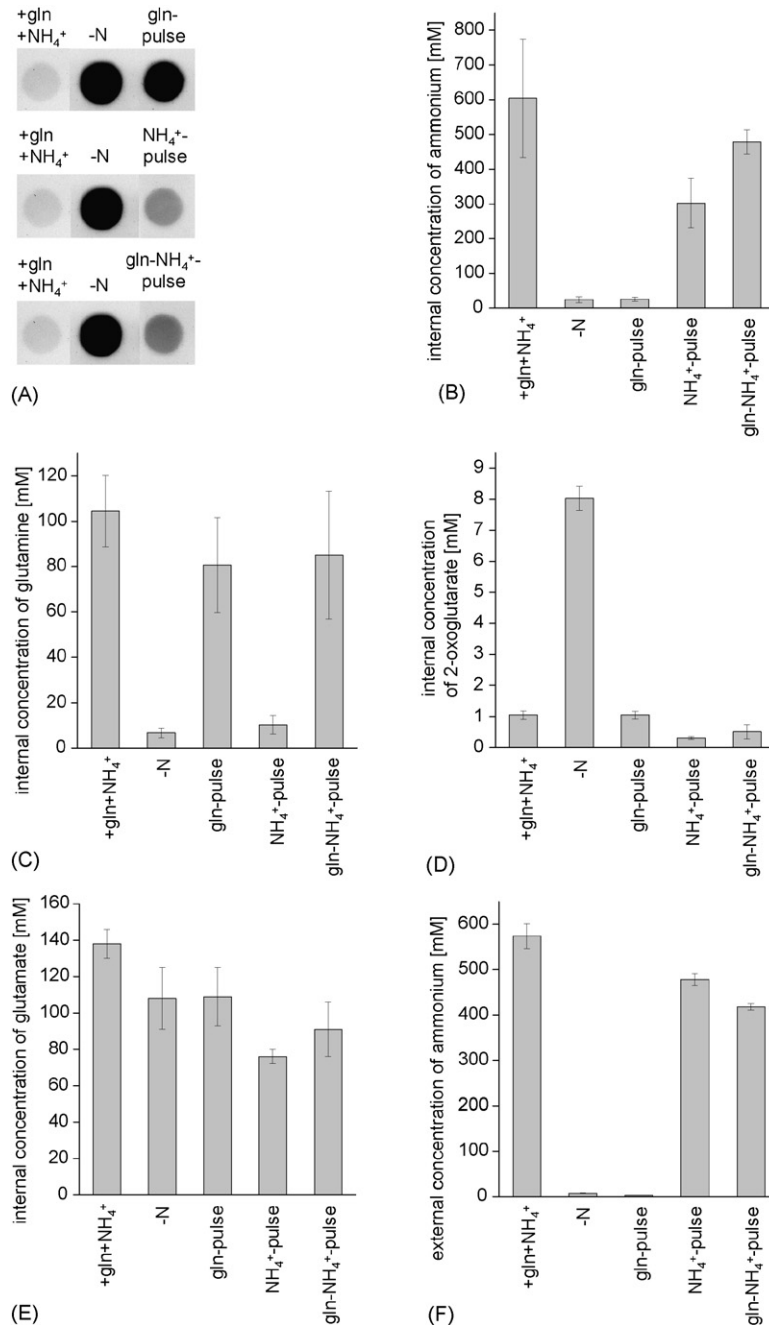 +gln
+NH₄⁺
-N
gln-
pulse
+gln
+NH₄⁺
-N
NH₄⁺-
pulse
+gln
+NH₄⁺
-N
gln-NH₄⁺-
pulse
(A)
internal concentration of ammonium [mM]
800
700
600
500
400
300
200
100
0
+gln+NH₄⁺
-N
gln-pulse
NH₄⁺-pulse
gln-NH₄⁺-pulse
(B)
internal concentration of glutamine [mM]
120
100
80
60
40
20
0
+gln+NH₄⁺
-N
gln-pulse
NH₄⁺-pulse
gln-NH₄⁺-pulse
(C)
internal concentration
of 2-oxoglutarate [mM]
9
8
7
6
5
4
3
2
1
0
+gln+NH₄⁺
-N
gln-pulse
NH₄⁺-pulse
gln-NH₄⁺-pulse
(D)
internal concentration of glutamate [mM]
160
140
120
100
80
60
40
20
0
+gln+NH₄⁺
-N
gln-pulse
NH₄⁺-pulse
gln-NH₄⁺-pulse
(E)
external concentration of ammonium [mM]
600
500
400
300
200
100
0
+gln+NH₄⁺
-N
gln-pulse
NH₄⁺-pulse
gln-NH₄⁺-pulse
(F)